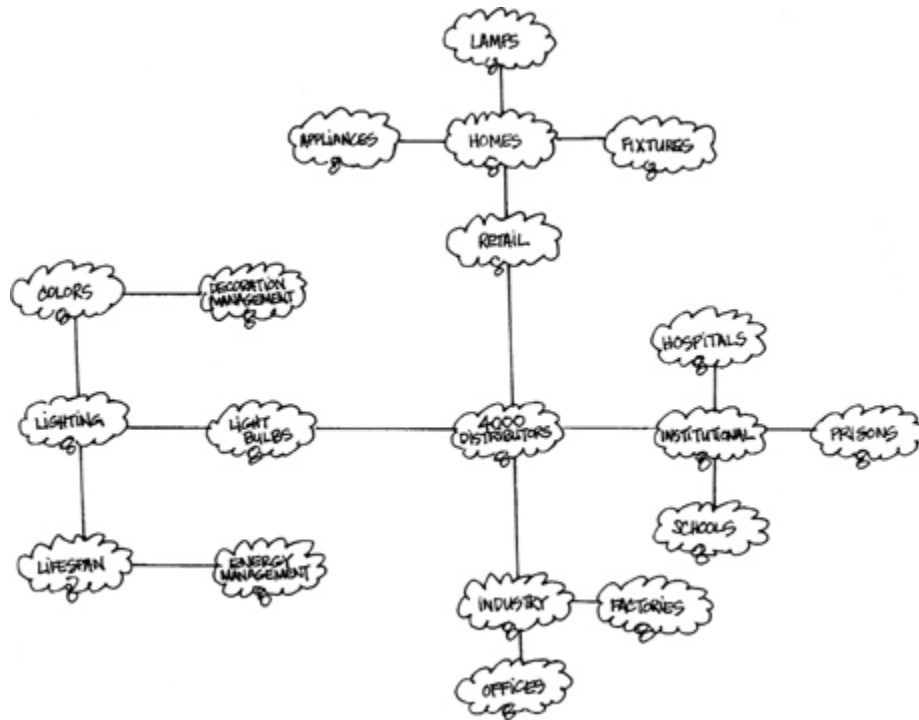 LAMPS
APPLIANCES
HOMES
FIXTURES
RETAIL
COLORS
DECORATION
MANAGEMENT
HOSPITALS
LIGHTING
LIGHT
BULBS
4000
DISTRIBUTORS
INSTITUTIONAL
PRISONS
SCHOOLS
LIFESPAN
ENERGY
MANAGEMENT
INDUSTRY
FACTORIES
OFFICES